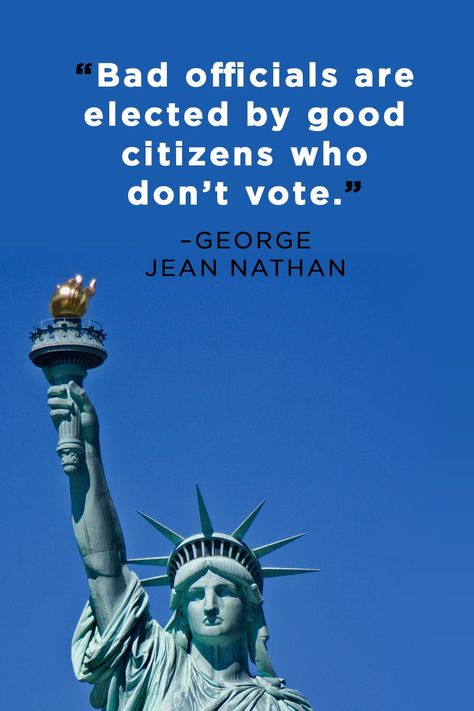 “Bad officials are
elected by good
citizens who
don’t vote.”
–GEORGE
JEAN NATHAN